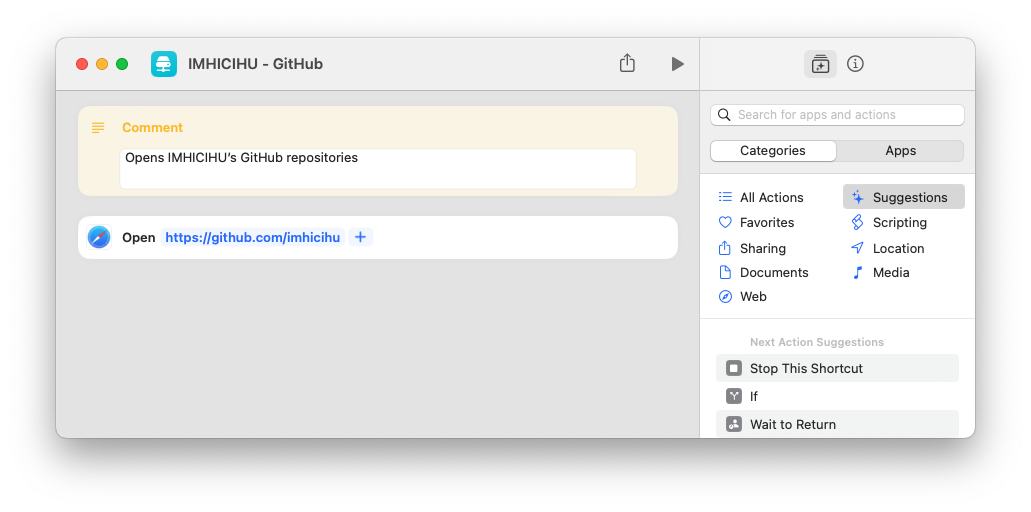 IMHICIHU - GitHub
Comment
Opens IMHICIHU’s GitHub repositories
Open https://github.com/imhicihu +
Search for apps and actions
Categories Apps
All Actions Suggestions
Favorites Scripting
Sharing Location
Documents Media
Web
Next Action Suggestions
Stop This Shortcut
If
Wait to Return